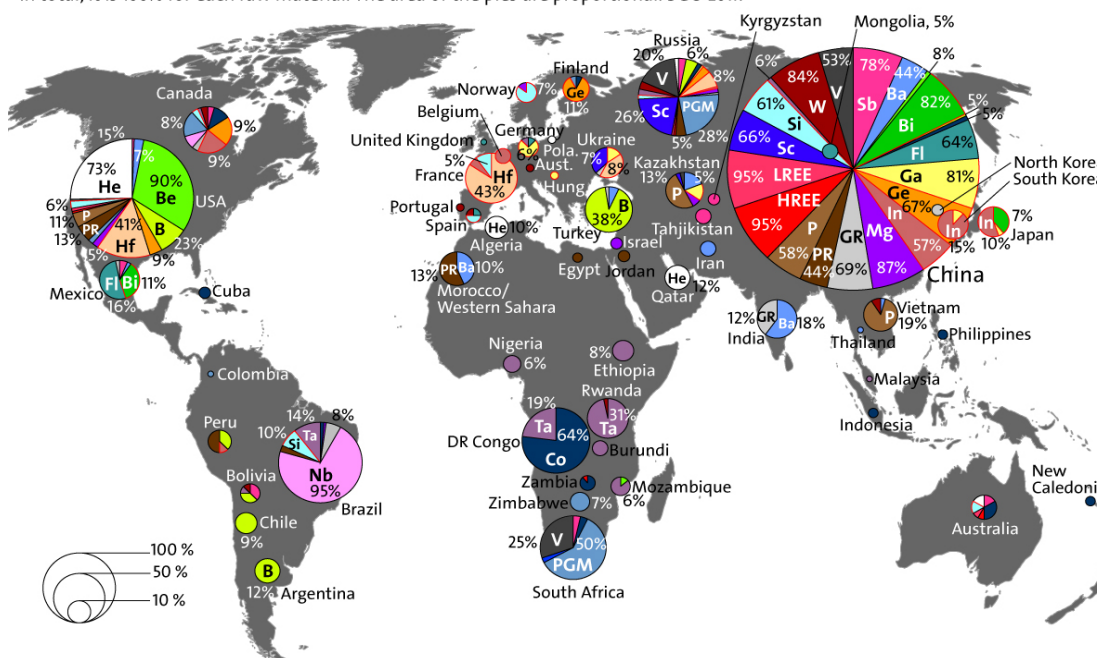 Kyrgyzstan
Mongolia, 5%
Russia
20%
6%
V
8%
Sc
PGM
26%
5%
28%
Finland
Ge
11%
Norway
7%
Belgium
Germany
6%
United Kingdom
Pola.
Aust.
Hung.
5%
France
Hf
43%
Ukraine
7%
8%
Kazakhstan
13%
P
5%
Portugal
Spain
He
10%
Algeria
B
38%
Turkey
Tahjikistan
Israel
Iran
Egypt
Jordan
He
12%
Qatar
13%
PR
Ba
10%
Morocco/
Western Sahara
6%
84%
W
53%
V
78%
Sb
44%
Ba
8%
82%
Bi
5%
5%
Fl
64%
Ga
81%
Ge
67%
In
57%
Mg
87%
GR
69%
PR
44%
P
58%
HREE
95%
LREE
95%
Sc
66%
Si
61%
China
North Korea
South Korea
In
15%
In
7%
10%
Japan
Canada
8%
9%
9%
15%
7%
73%
He
90%
Be
USA
6%
P
11%
PR
13%
5%
41%
Hf
B
23%
9%
Fl
Bi
11%
Mexico
16%
Cuba
Colombia
Peru
14%
8%
10%
Ta
Si
Nb
95%
Brazil
Bolivia
Chile
9%
B
12%
Argentina
Nigeria
6%
8%
Ethiopia
Rwanda
31%
Ta
19%
Ta
64%
DR Congo
Co
Burundi
Zambia
Mozambique
6%
Zimbabwe
7%
V
25%
50%
PGM
South Africa
12%
GR
Ba
18%
India
Vietnam
P
19%
Thailand
Philippines
Malaysia
Indonesia
New
Caledoni
Australia
100 %
50 %
10 %